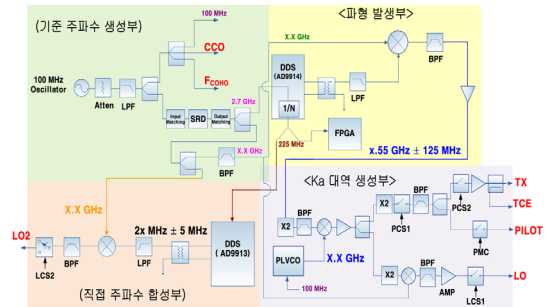 (기준 주파수 생성부)
100 MHz
CCO
FCOHO
100 MHz
Oscillator
Atten
LPF
Input
Matching
SRD
Output
Matching
2.7 GHz
X.X GHz
BPF
<파형 발생부>
X.X GHz
DDS
(AD9914)
1/N
LPF
BPF
225 MHz
FPGA
x.55 GHz ± 125 MHz
X.X GHz
LO2
LCS2
BPF
2x MHz ± 5 MHz
LPF
DDS
(AD9913)
(직접 주파수 합성부)
<Ka 대역 생성부>
X2
BPF
X2
PCS1
BPF
PCS2
TX
TCE
PILOT
PMC
PLVCO
X.X GHz
100 MHz
X2
BPF
AMP
LCS1
LO